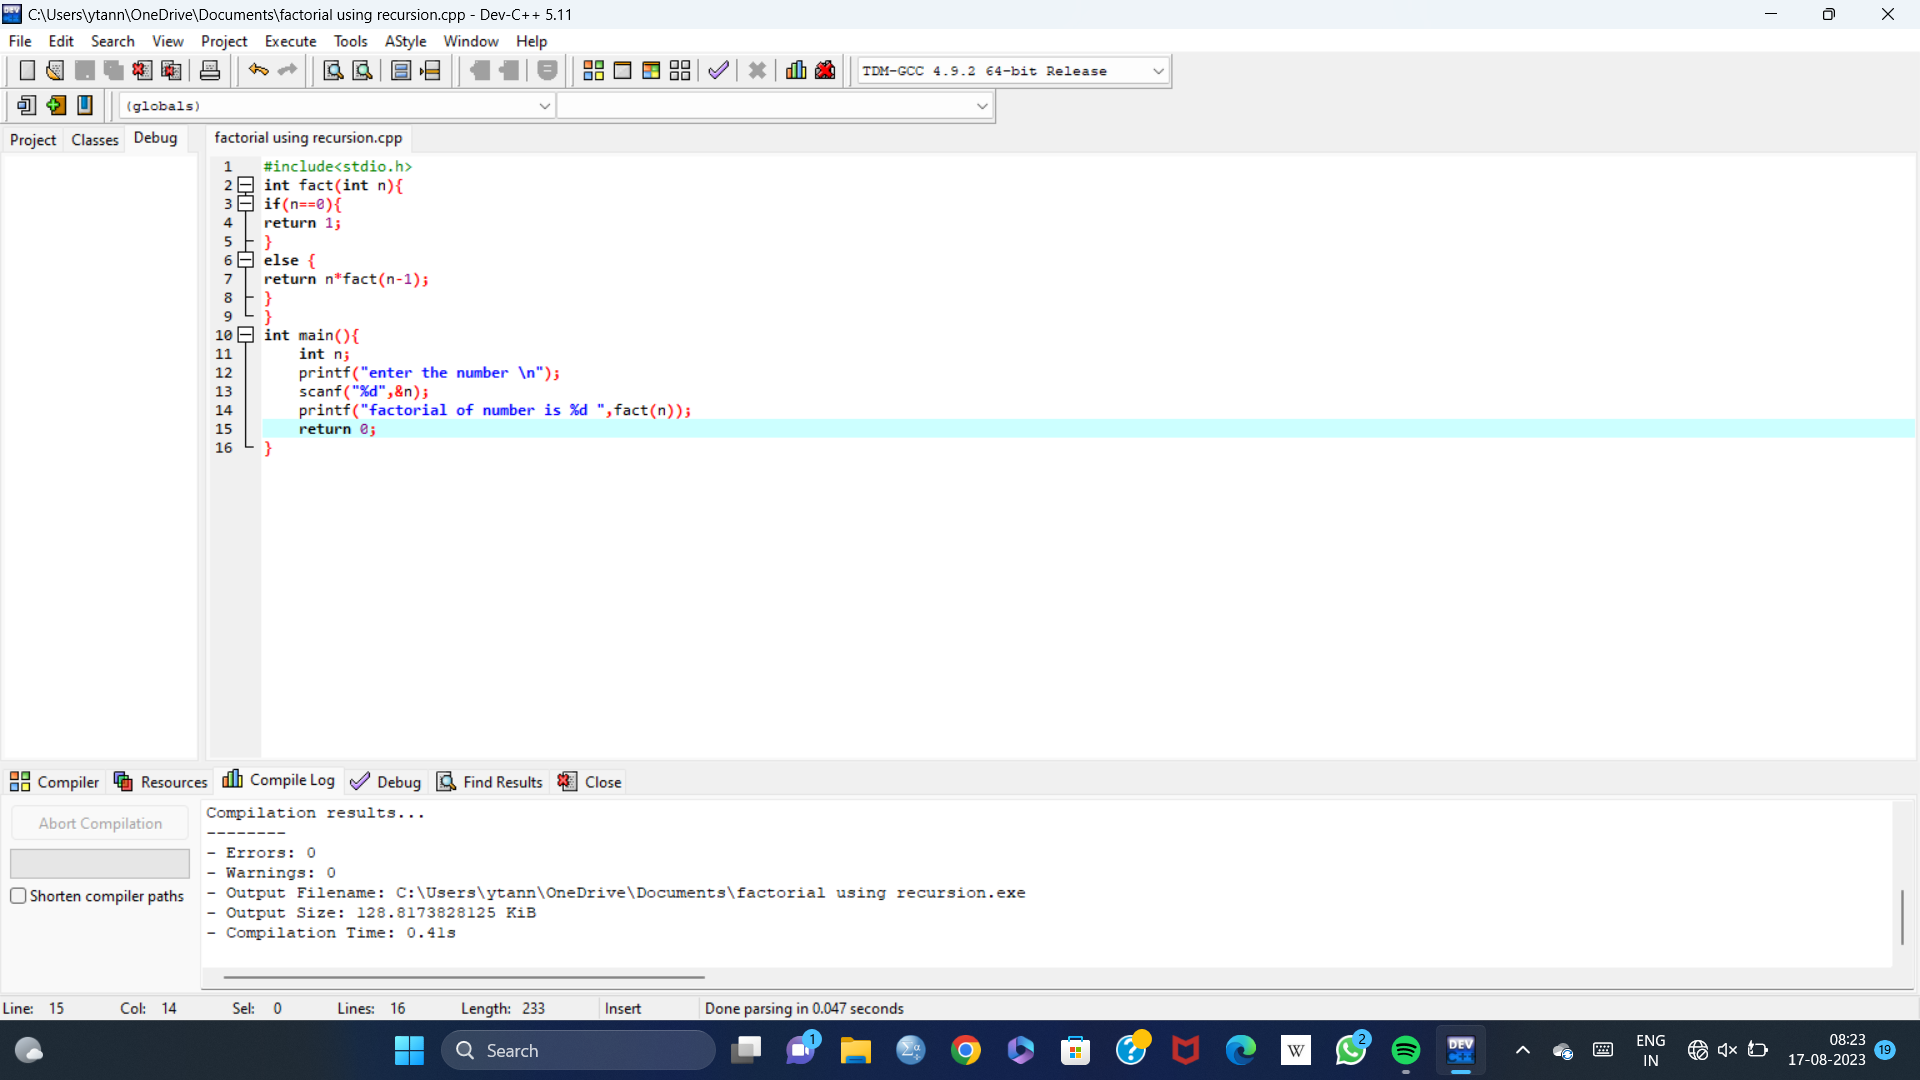 C:\Users\ytann\OneDrive\Documents\factorial using recursion.cpp - Dev-C++ 5.11
File Edit Search View Project Execute Tools AStyle Window Help
TDM-GCC 4.9.2 64-bit Release
(globals)
Project Classes Debug factorial using recursion.cpp
1 #include<stdio.h>
2 int fact(int n){
3 if(n==0){
4 return 1;
5 }
6 else {
7 return n*fact(n-1);
8 }
9 }
10 int main(){
11 int n;
12 printf("enter the number \n");
13 scanf("%d",&n);
14 printf("factorial of number is %d ",fact(n));
15 return 0;
16 }
Compiler Resources Compile Log Debug Find Results Close
Abort Compilation
Shorten compiler paths
Compilation results...
--------
- Errors: 0
- Warnings: 0
- Output Filename: C:\Users\ytann\OneDrive\Documents\factorial using recursion.exe
- Output Size: 128.8173828125 KiB
- Compilation Time: 0.41s
Line: 15 Col: 14 Sel: 0 Lines: 16 Length: 233 Insert Done parsing in 0.047 seconds
Search
1
W
2
DEV
C++
ENG
IN
08:23
17-08-2023
19